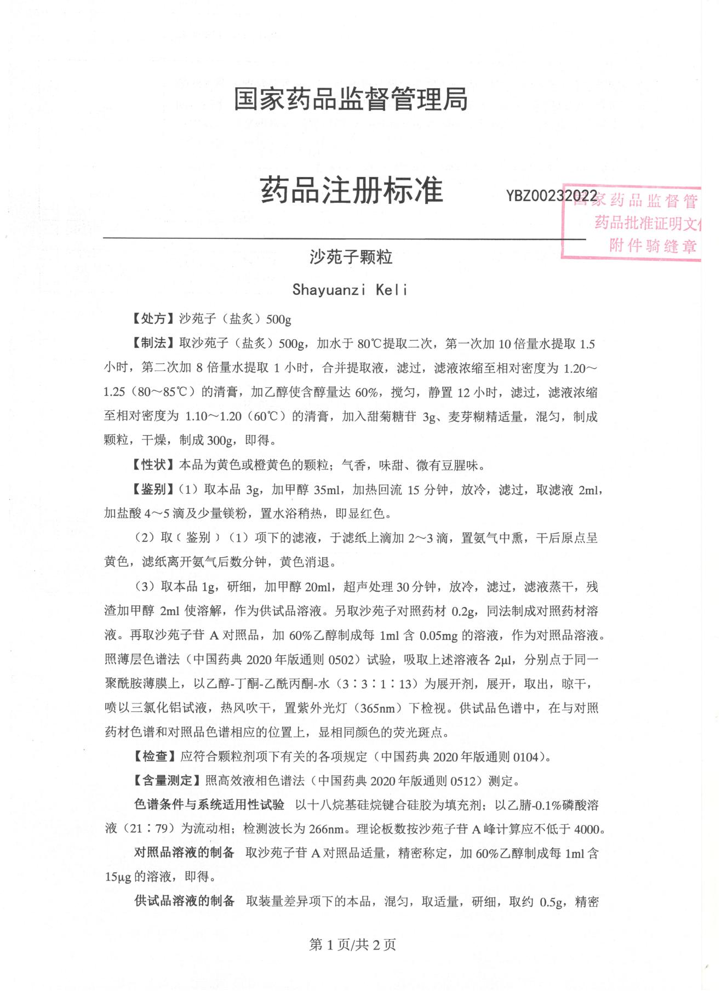 国家药品监督管理局
药品注册标准
YBZ00232022
国家药品监督管
药品批准证明文件
附件骑缝章
沙苑子颗粒
Shayuanzi Keli
【处方】沙苑子（盐炙）500g
【制法】取沙苑子（盐炙）500g，加水于 80℃提取二次，第一次加 10 倍量水提取 1.5
小时，第二次加 8 倍量水提取 1 小时，合并提取液，滤过，滤液浓缩至相对密度为 1.20～
1.25（80～85℃）的清膏，加乙醇使含醇量达 60%，搅匀，静置 12 小时，滤过，滤液浓缩
至相对密度为 1.10～1.20（60℃）的清膏，加入甜菊糖苷 3g、麦芽糊精适量，混匀，制成
颗粒，干燥，制成 300g，即得。
【性状】本品为黄色或橙黄色的颗粒；气香，味甜、微有豆腥味。
【鉴别】（1）取本品 3g，加甲醇 35ml，加热回流 15 分钟，放冷，滤过，取滤液 2ml，
加盐酸 4～5 滴及少量镁粉，置水浴稍热，即显红色。
（2）取﹝鉴别﹞（1）项下的滤液，于滤纸上滴加 2～3 滴，置氨气中熏，干后原点呈
黄色，滤纸离开氨气后数分钟，黄色消退。
（3）取本品 1g，研细，加甲醇 20ml，超声处理 30 分钟，放冷，滤过，滤液蒸干，残
渣加甲醇 2ml 使溶解，作为供试品溶液。另取沙苑子对照药材 0.2g，同法制成对照药材溶
液。再取沙苑子苷 A 对照品，加 60%乙醇制成每 1ml 含 0.05mg 的溶液，作为对照品溶液。
照薄层色谱法（中国药典 2020 年版通则 0502）试验，吸取上述溶液各 2μl，分别点于同一
聚酰胺薄膜上，以乙醇-丁酮-乙酰丙酮-水（3∶3∶1∶13）为展开剂，展开，取出，晾干，
喷以三氯化铝试液，热风吹干，置紫外光灯（365nm）下检视。供试品色谱中，在与对照
药材色谱和对照品色谱相应的位置上，显相同颜色的荧光斑点。
【检查】应符合颗粒剂项下有关的各项规定（中国药典 2020 年版通则 0104）。
【含量测定】照高效液相色谱法（中国药典 2020 年版通则 0512）测定。
色谱条件与系统适用性试验 以十八烷基硅烷键合硅胶为填充剂；以乙腈-0.1%磷酸溶
液（21∶79）为流动相；检测波长为 266nm。理论板数按沙苑子苷 A 峰计算应不低于 4000。
对照品溶液的制备 取沙苑子苷 A 对照品适量，精密称定，加 60%乙醇制成每 1ml 含
15μg 的溶液，即得。
供试品溶液的制备 取装量差异项下的本品，混匀，取适量，研细，取约 0.5g，精密
第 1 页/共 2 页